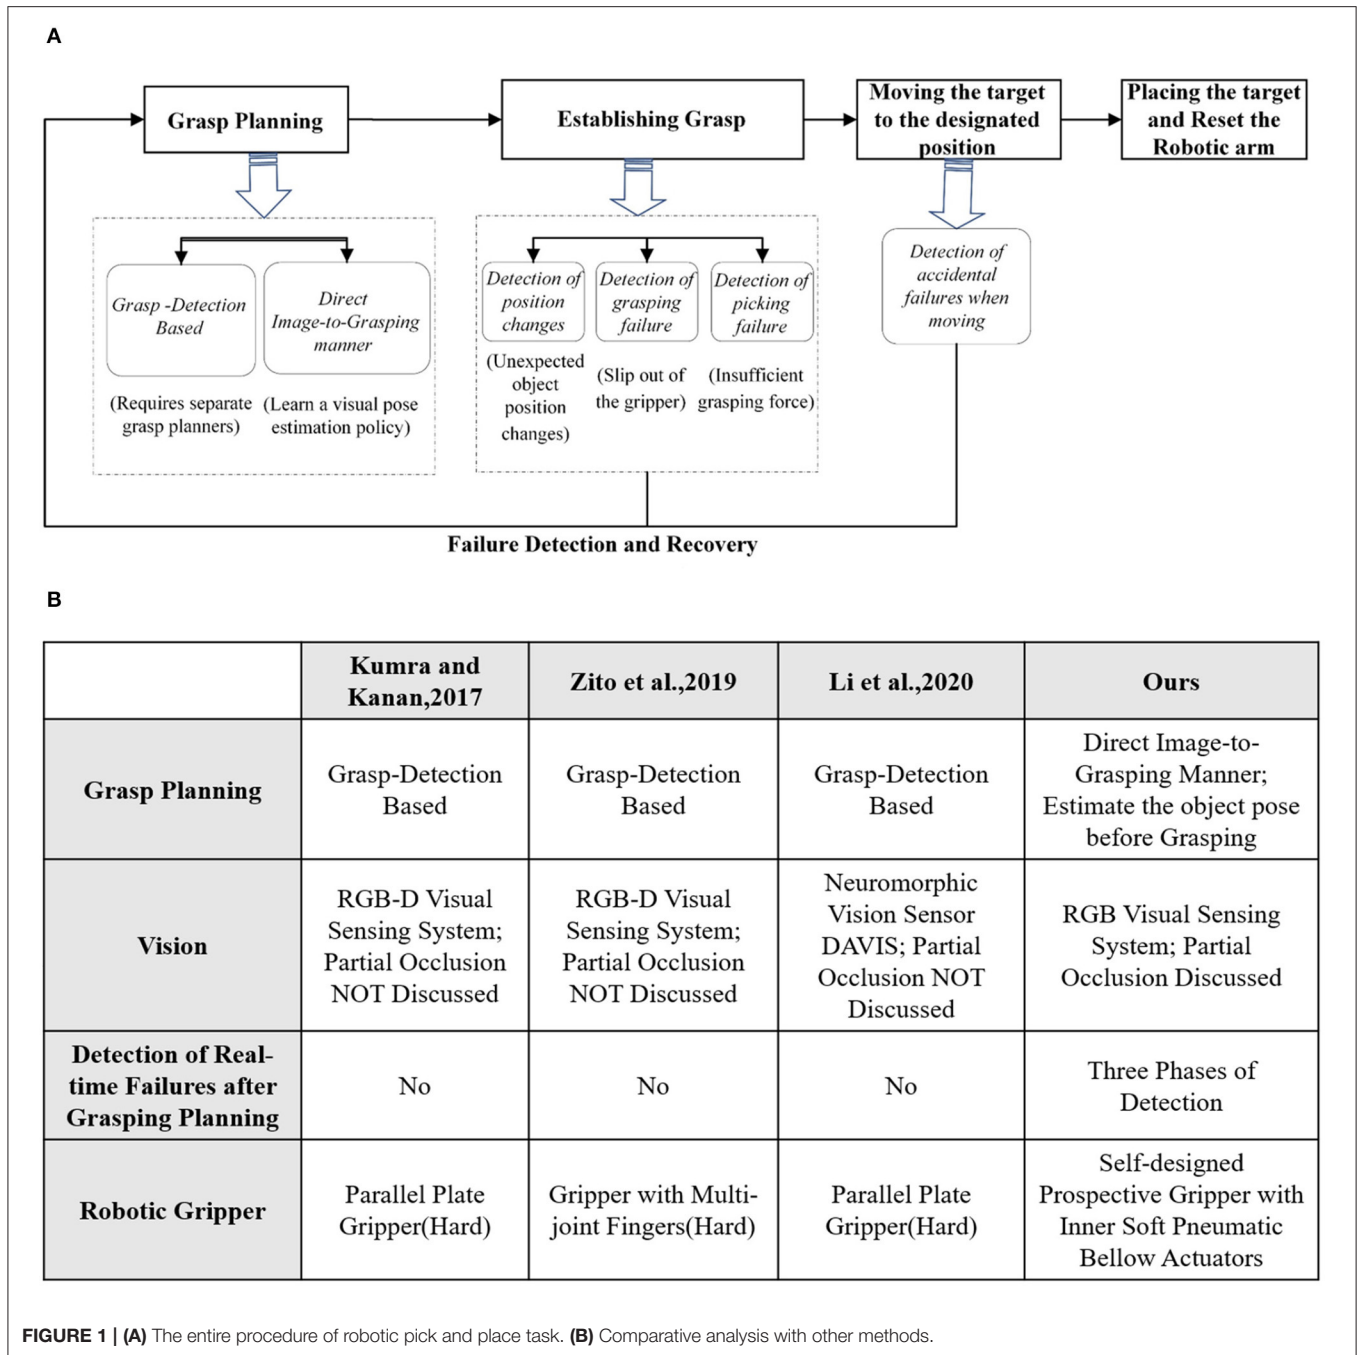 A
Grasp Planning
Establishing Grasp
Moving the target
to the designated
position
Placing the target
and Reset the
Robotic arm
Grasp -Detection
Based
Direct
Image-to-Grasping
manner
(Requires separate
grasp planners)
(Learn a visual pose
estimation policy)
Detection of
position
changes
Detection of
grasping
failure
Detection of
picking
failure
(Unexpected
object
position
changes)
(Slip out of
the gripper)
(Insufficient
grasping force)
Detection of
accidental
failures when
moving
Failure Detection and Recovery
B
Kumra and
Kanan,2017
Zito et al.,2019
Li et al.,2020
Ours
Grasp Planning
Grasp-Detection
Based
Grasp-Detection
Based
Grasp-Detection
Based
Direct Image-to-
Grasping Manner;
Estimate the object pose
before Grasping
Vision
RGB-D Visual
Sensing System;
Partial Occlusion
NOT Discussed
RGB-D Visual
Sensing System;
Partial Occlusion
NOT Discussed
Neuromorphic
Vision Sensor
DAVIS; Partial
Occlusion NOT
Discussed
RGB Visual Sensing
System; Partial
Occlusion Discussed
Detection of Real-
time Failures after
Grasping Planning
No
No
No
Three Phases of
Detection
Robotic Gripper
Parallel Plate
Gripper(Hard)
Gripper with Multi-
joint Fingers(Hard)
Parallel Plate
Gripper(Hard)
Self-designed
Prospective Gripper with
Inner Soft Pneumatic
Bellow Actuators
FIGURE 1 | (A) The entire procedure of robotic pick and place task. (B) Comparative analysis with other methods.